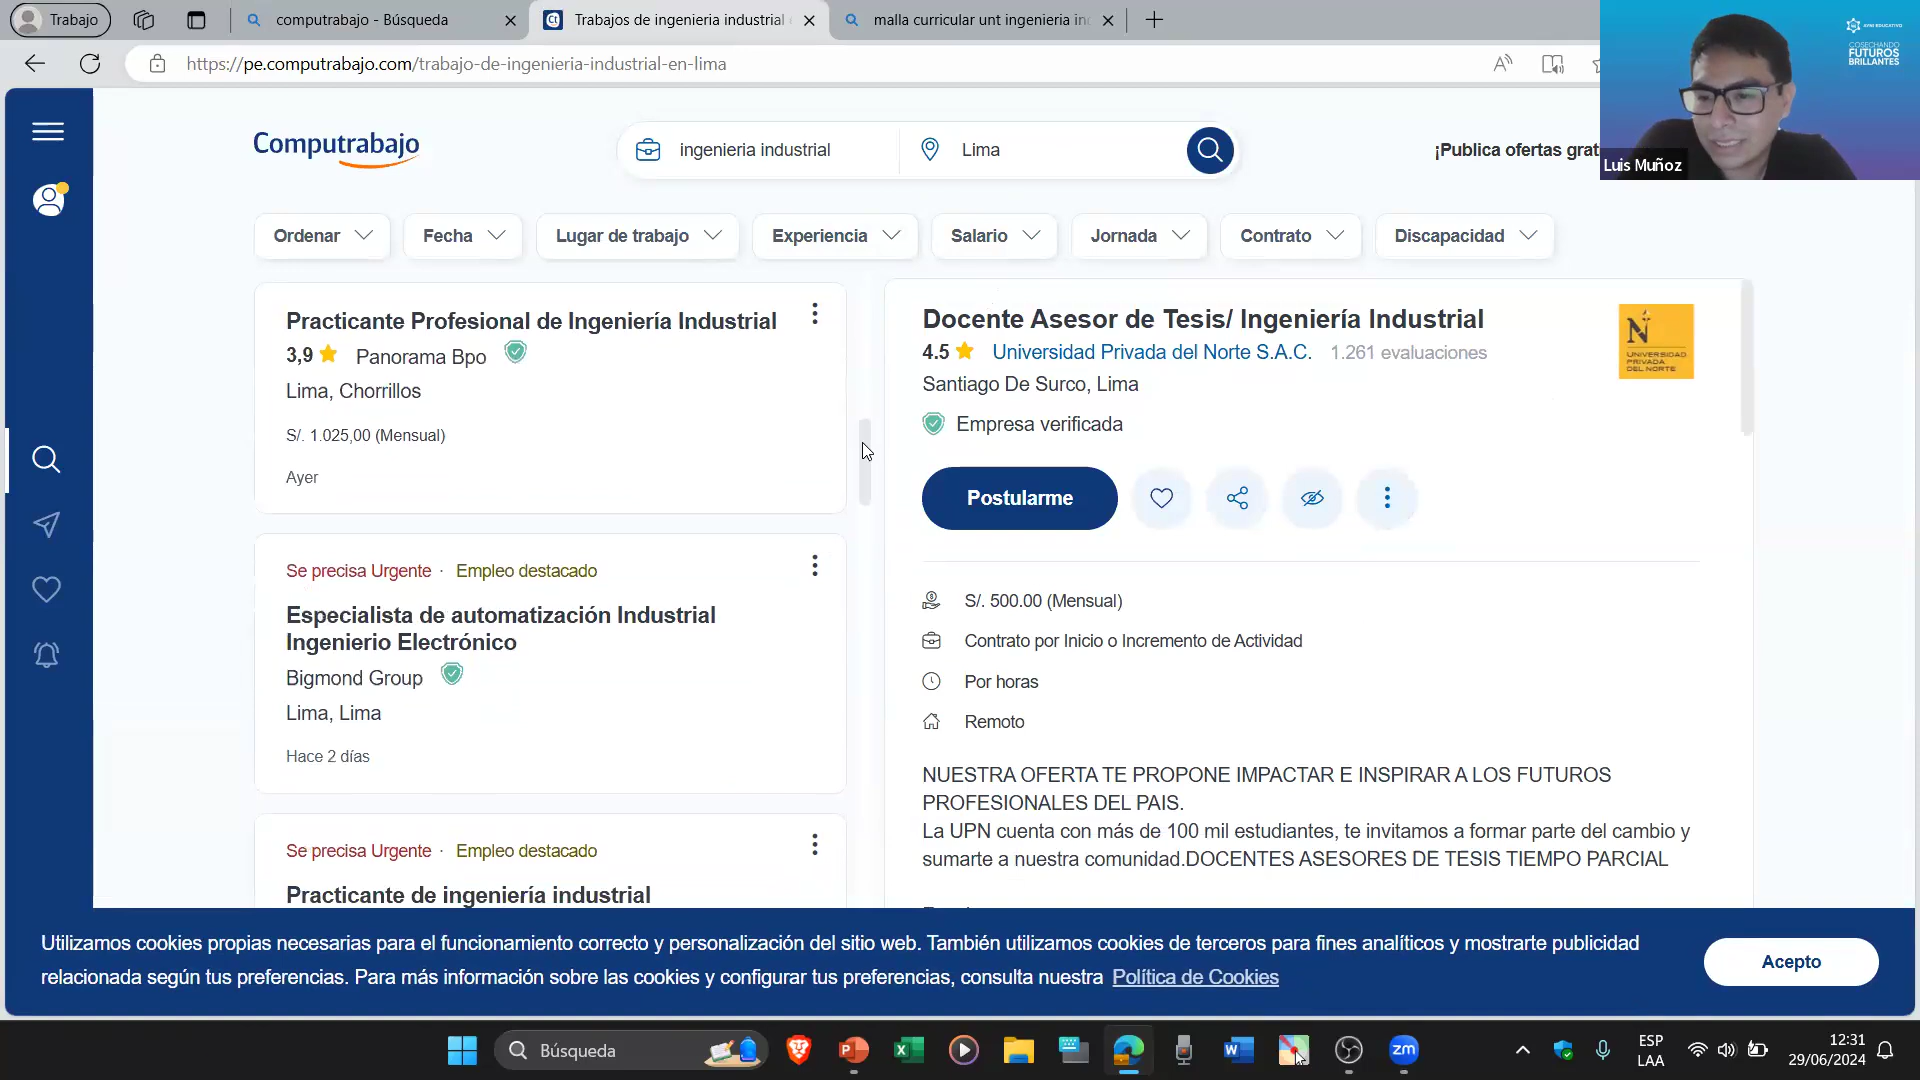 Trabajo
computrabajo - Búsqueda
Trabajos de ingenieria industrial
malla curricular unt ingenieria in
https://pe.computrabajo.com/trabajo-de-ingenieria-industrial-en-lima
AYNI EDUCATIVO
COSECHANDO
FUTUROS
BRILLANTES
Luis Muñoz
Computrabajo
ingenieria industrial
Lima
¡Publica ofertas grat
Ordenar
Fecha
Lugar de trabajo
Experiencia
Salario
Jornada
Contrato
Discapacidad
Practicante Profesional de Ingeniería Industrial
3,9 Panorama Bpo
Lima, Chorrillos
S/. 1.025,00 (Mensual)
Ayer
Se precisa Urgente · Empleo destacado
Especialista de automatización Industrial
Ingenierio Electrónico
Bigmond Group
Lima, Lima
Hace 2 días
Se precisa Urgente · Empleo destacado
Practicante de ingeniería industrial
Docente Asesor de Tesis/ Ingeniería Industrial
4.5 Universidad Privada del Norte S.A.C. 1.261 evaluaciones
Santiago De Surco, Lima
Empresa verificada
N
UNIVERSIDAD
PRIVADA
DEL NORTE
Postularme
S/. 500.00 (Mensual)
Contrato por Inicio o Incremento de Actividad
Por horas
Remoto
NUESTRA OFERTA TE PROPONE IMPACTAR E INSPIRAR A LOS FUTUROS
PROFESIONALES DEL PAIS.
La UPN cuenta con más de 100 mil estudiantes, te invitamos a formar parte del cambio y
sumarte a nuestra comunidad.DOCENTES ASESORES DE TESIS TIEMPO PARCIAL
Utilizamos cookies propias necesarias para el funcionamiento correcto y personalización del sitio web. También utilizamos cookies de terceros para fines analíticos y mostrarte publicidad
relacionada según tus preferencias. Para más información sobre las cookies y configurar tus preferencias, consulta nuestra Política de Cookies
Acepto
Búsqueda
zm
ESP
LAA
12:31
29/06/2024